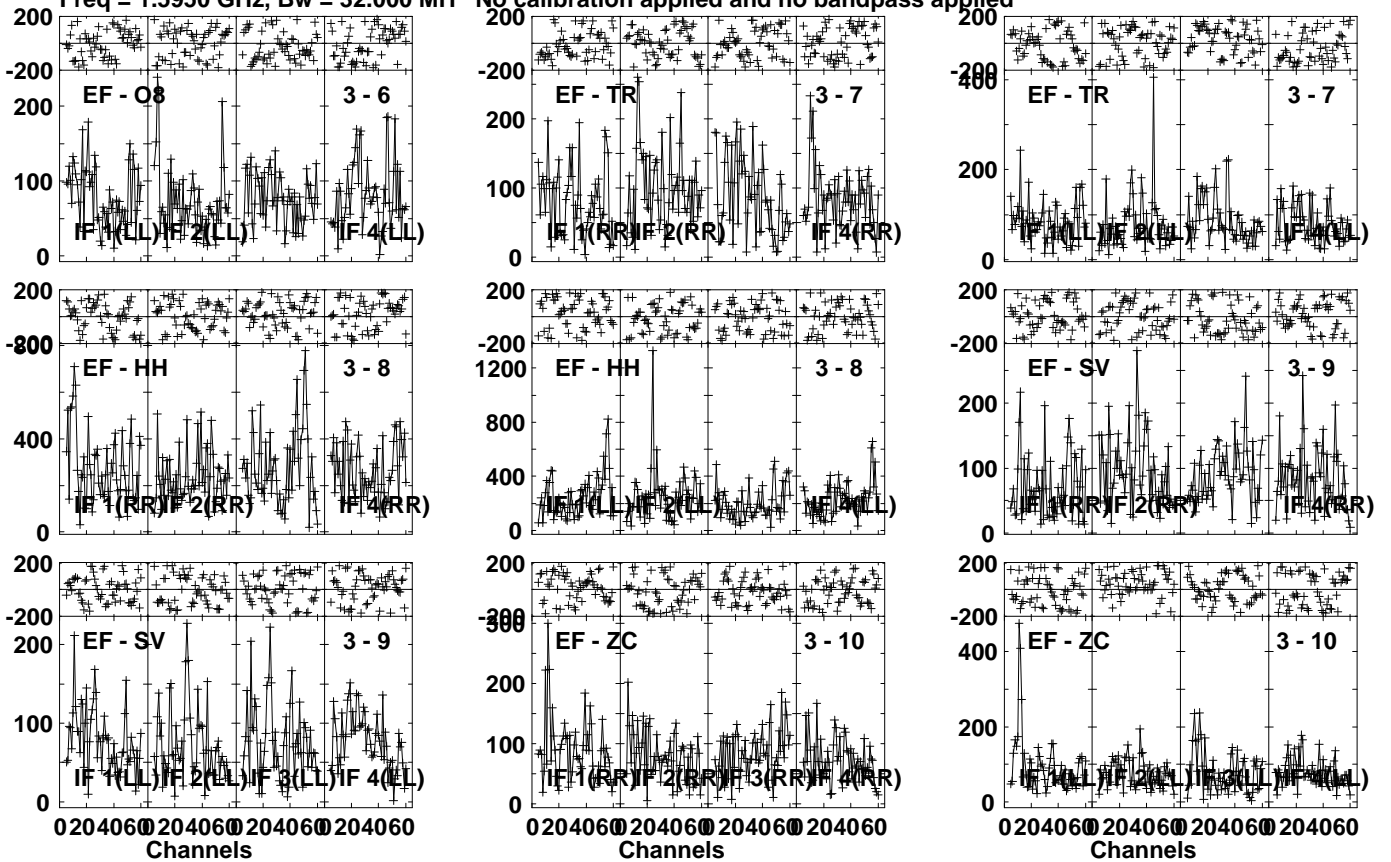 Freq = 1.5950 GHz, Bw = 32.000 MH No calibration applied and no bandpass applied
200 200 200
-200 -200 -200
400
EF - O8 3 - 6 EF - TR 3 - 7 EF - TR 3 - 7
200 200 200
100 100
IF 1(LL) IF 2(LL) IF 4(LL) IF 1(RR) IF 2(RR) IF 4(RR) IF 1(LL) IF 2(LL) IF 4(LL)
0 0 0
200 200 200
-200 -200 -200
800
EF - HH 3 - 8 EF - HH 3 - 8 EF - SV 3 - 9
1200
800 200
400 400 100
IF 1(RR) IF 2(RR) IF 4(RR) IF 1(LL) IF 2(LL) IF 4(LL) IF 1(RR) IF 2(RR) IF 4(RR)
0 0 0
200 200 200
-200 -200 -200
300
EF - SV 3 - 9 EF - ZC 3 - 10 EF - ZC 3 - 10
200 200 400
100 100 200
IF 1(LL) IF 2(LL) IF 3(LL) IF 4(LL) IF 1(RR) IF 2(RR) IF 3(RR) IF 4(RR) IF 1(LL) IF 2(LL) IF 3(LL) IF 4(LL)
0 0 0
0 20 40 60 0 20 40 60 0 20 40 60 0 20 40 60 0 20 40 60 0 20 40 60 0 20 40 60 0 20 40 60 0 20 40 60 0 20 40 60 0 20 40 60 0 20 40 60
Channels Channels Channels